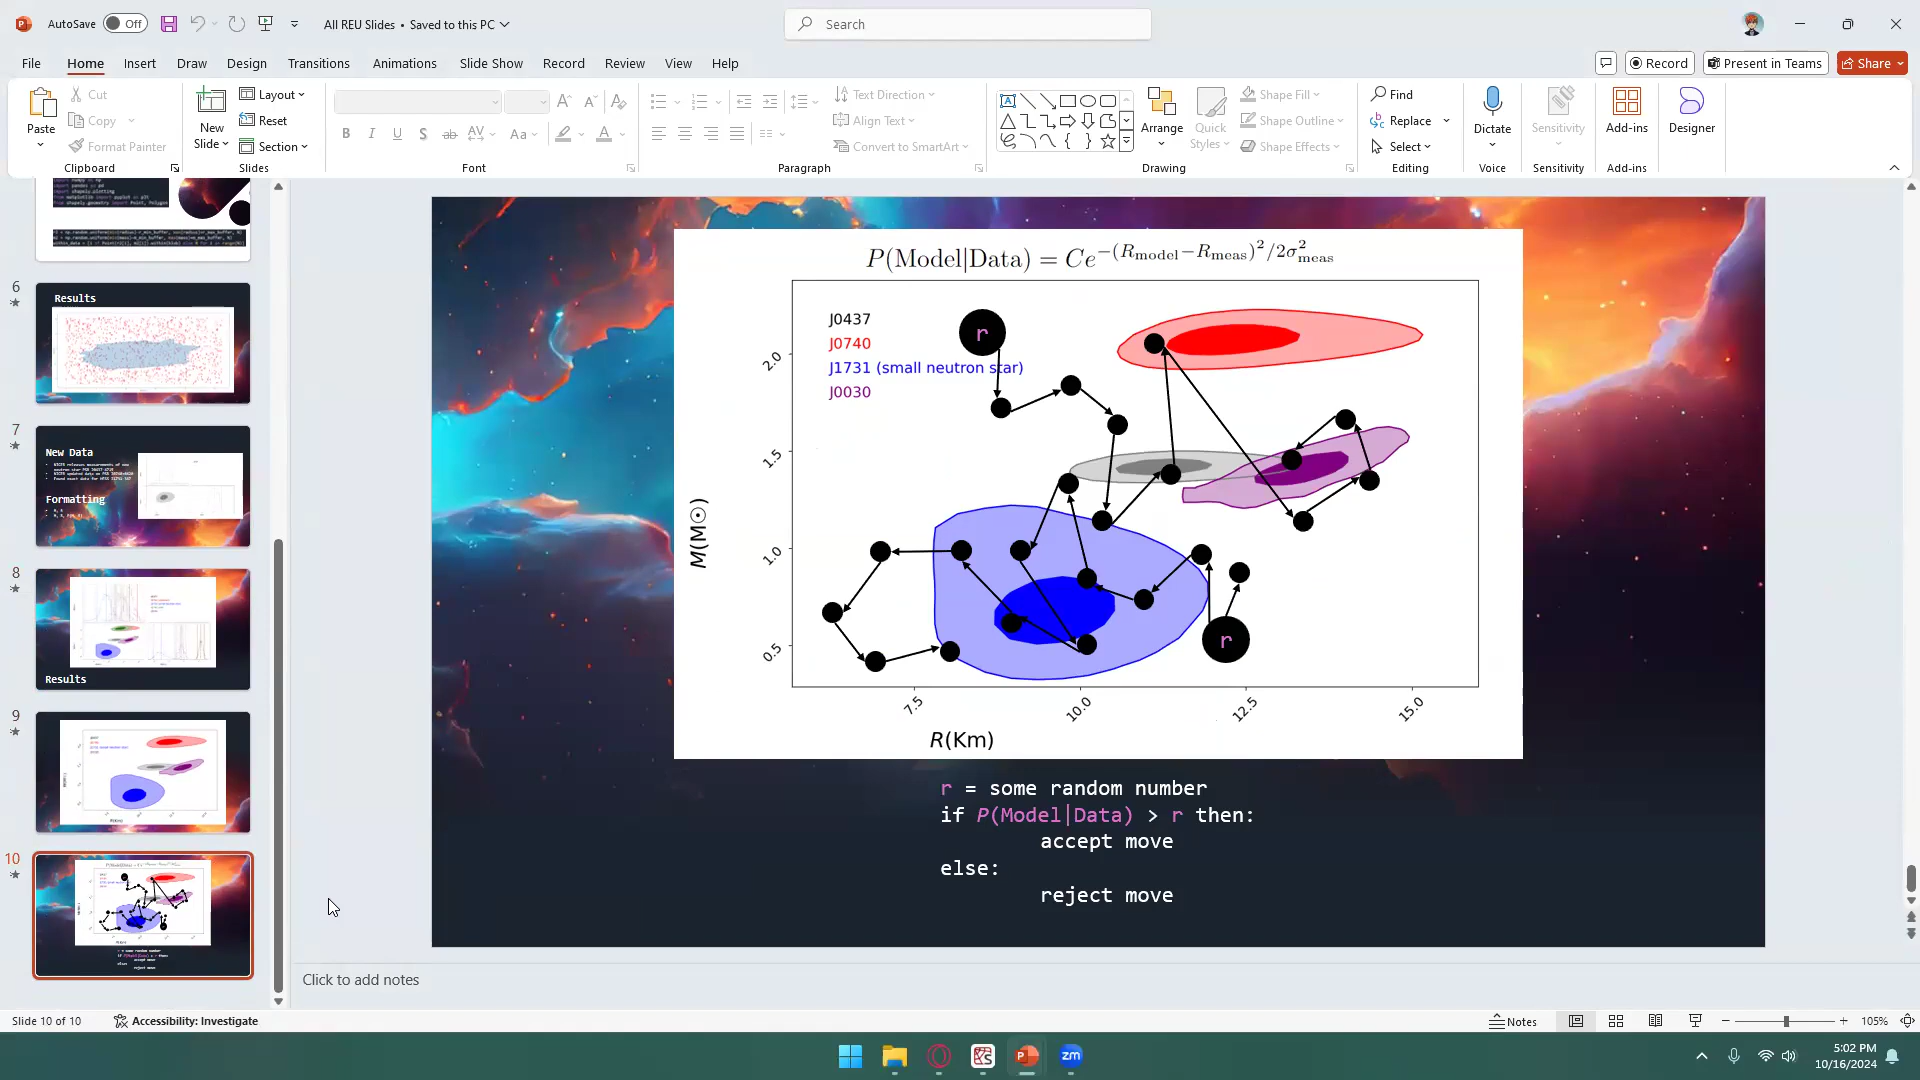 AutoSave Off All REU Slides • Saved to this PC Search
File Home Insert Draw Design Transitions Animations Slide Show Record Review View Help Record Present in Teams Share
Paste
Cut
Copy
Format Painter
Clipboard
New Slide
Layout
Reset
Section
Slides
Font
Text Direction
Align Text
Convert to SmartArt
Paragraph
Arrange
Quick Styles
Shape Fill
Shape Outline
Shape Effects
Drawing
Find
Replace
Select
Editing
Dictate
Voice
Sensitivity
Sensitivity
Add-ins
Add-ins
Designer
6
Results
7
New Data
Formatting
8
Results
9
10
P(Model|Data) = Ce^{-(R_model-R_meas)^2/2σ^2_meas}
J0437
J0740
J1731 (small neutron star)
J0030
r
r
2.0
1.5
1.0
0.5
M(M☉)
7.5 10.0 12.5 15.0
R(Km)
r = some random number
if P(Model|Data) > r then:
accept move
else:
reject move
Click to add notes
Slide 10 of 10 Accessibility: Investigate Notes 105%
zm
5:02 PM
10/16/2024